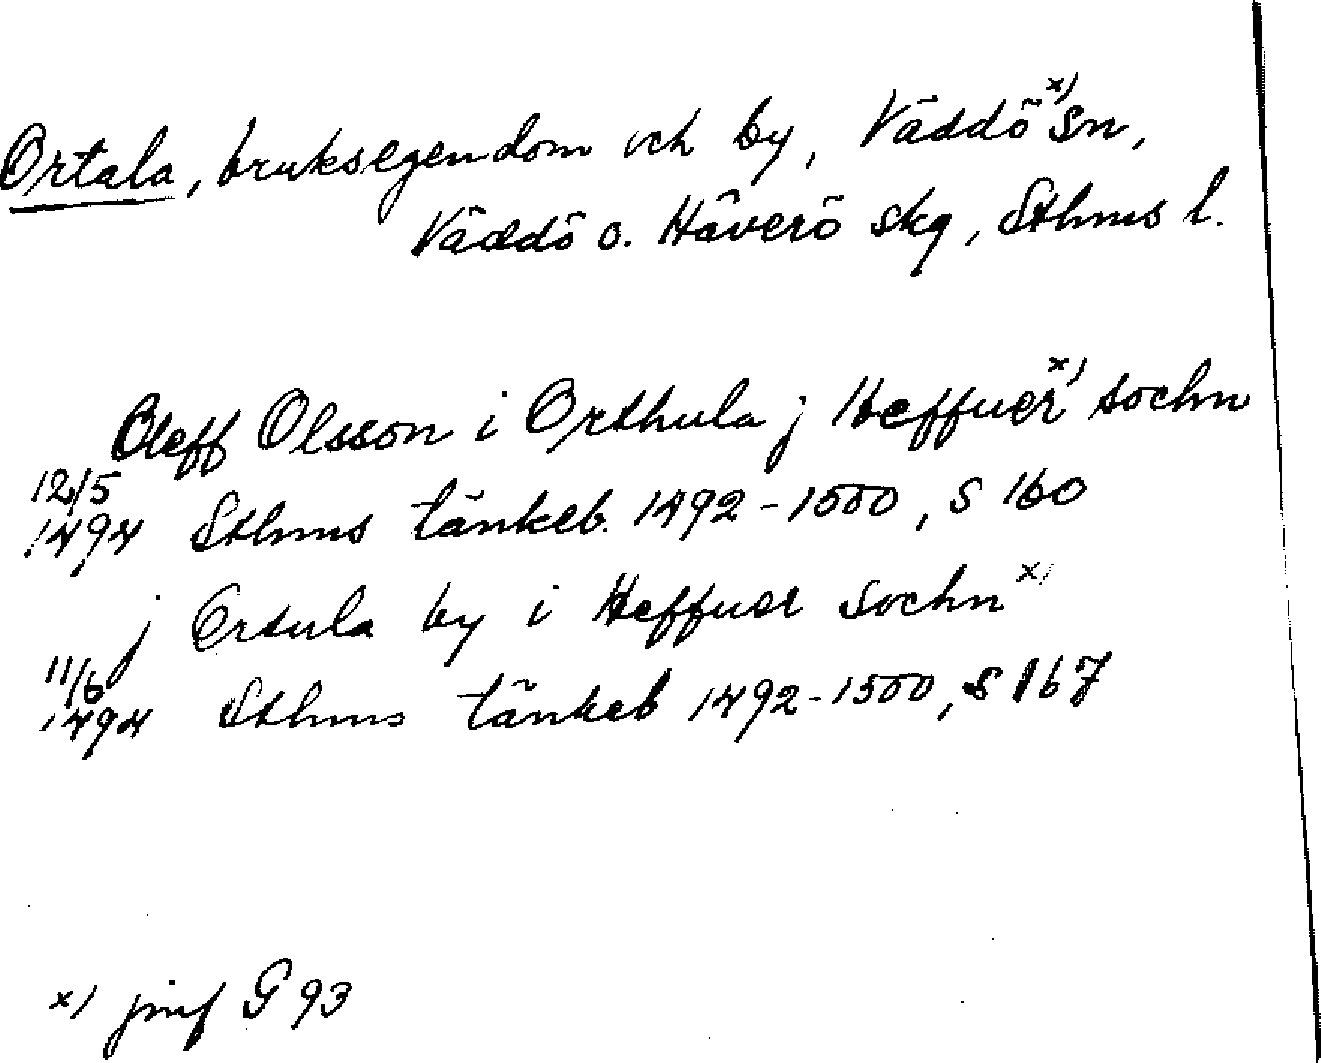 Ortala, bruksegendom och by, Väddö x) Sn,
Väddö o. Häverö skg, Sthms l.
Oleff Olsson i Orthula j Heffuer x) sochn
12/5 1494 Sthms tänkeb. 1492-1500, S 160
j Ortula by i Heffuer sochn x)
11/6 1494 Sthms tänkeb 1492-1500, S 167
x) jmf G 93